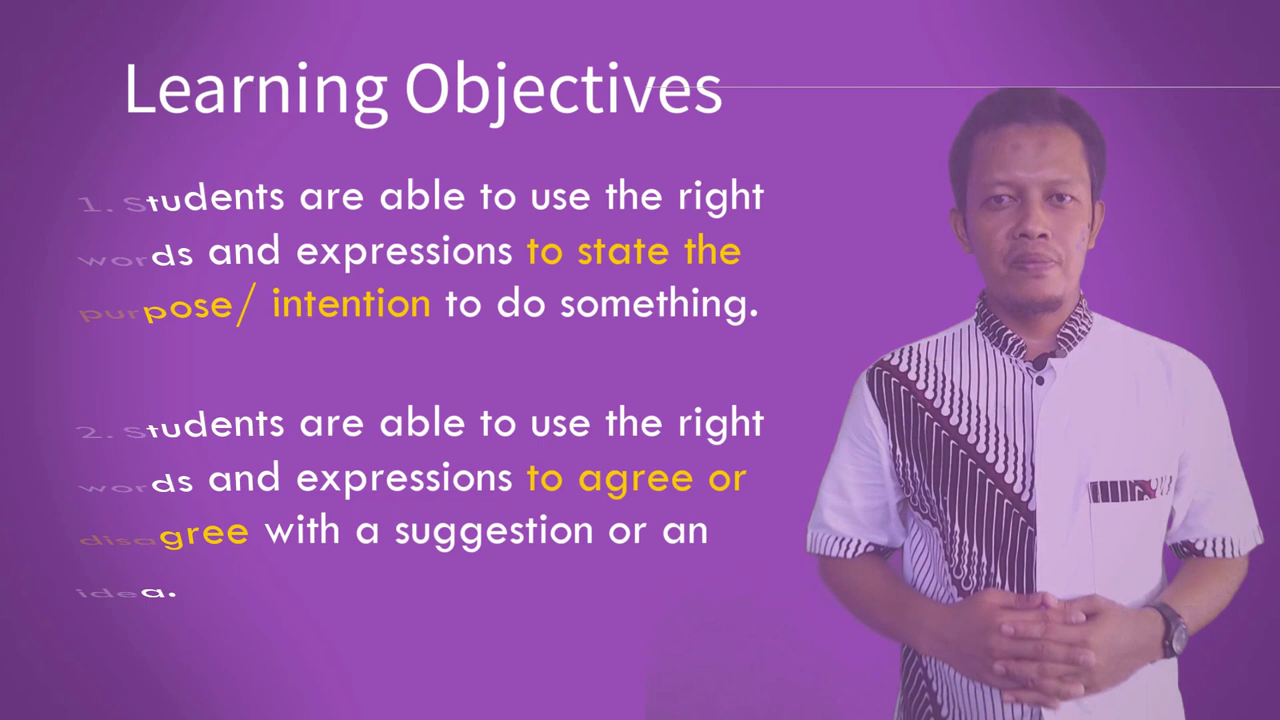 Learning Objectives
1. Students are able to use the right
words and expressions to state the
purpose/ intention to do something.
2. Students are able to use the right
words and expressions to agree or
disagree with a suggestion or an
idea.